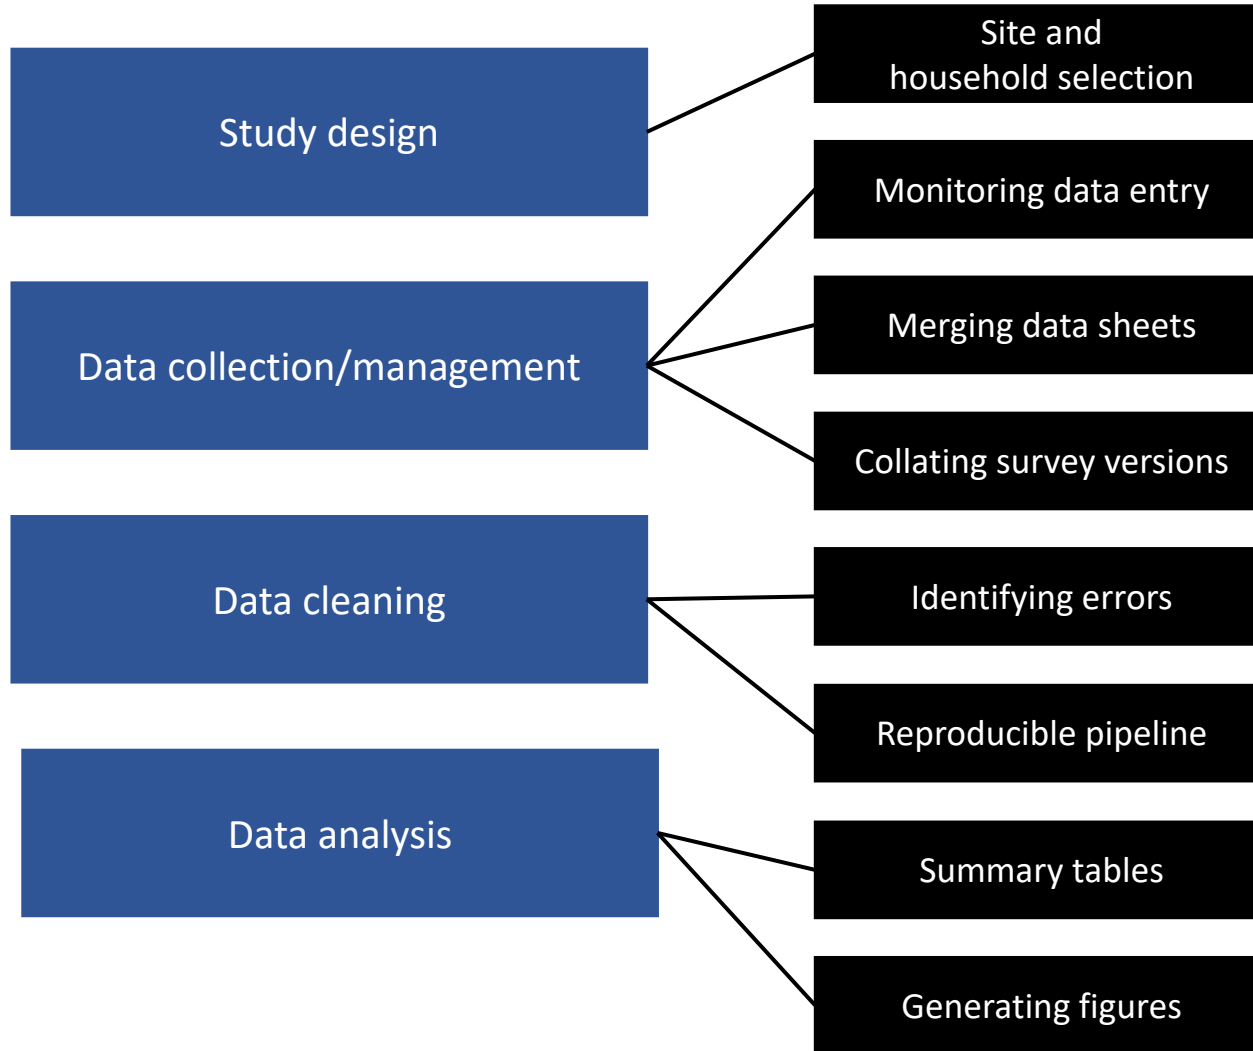 Study design
Site and
household selection
Data collection/management
Monitoring data entry
Merging data sheets
Collating survey versions
Data cleaning
Identifying errors
Reproducible pipeline
Data analysis
Summary tables
Generating figures